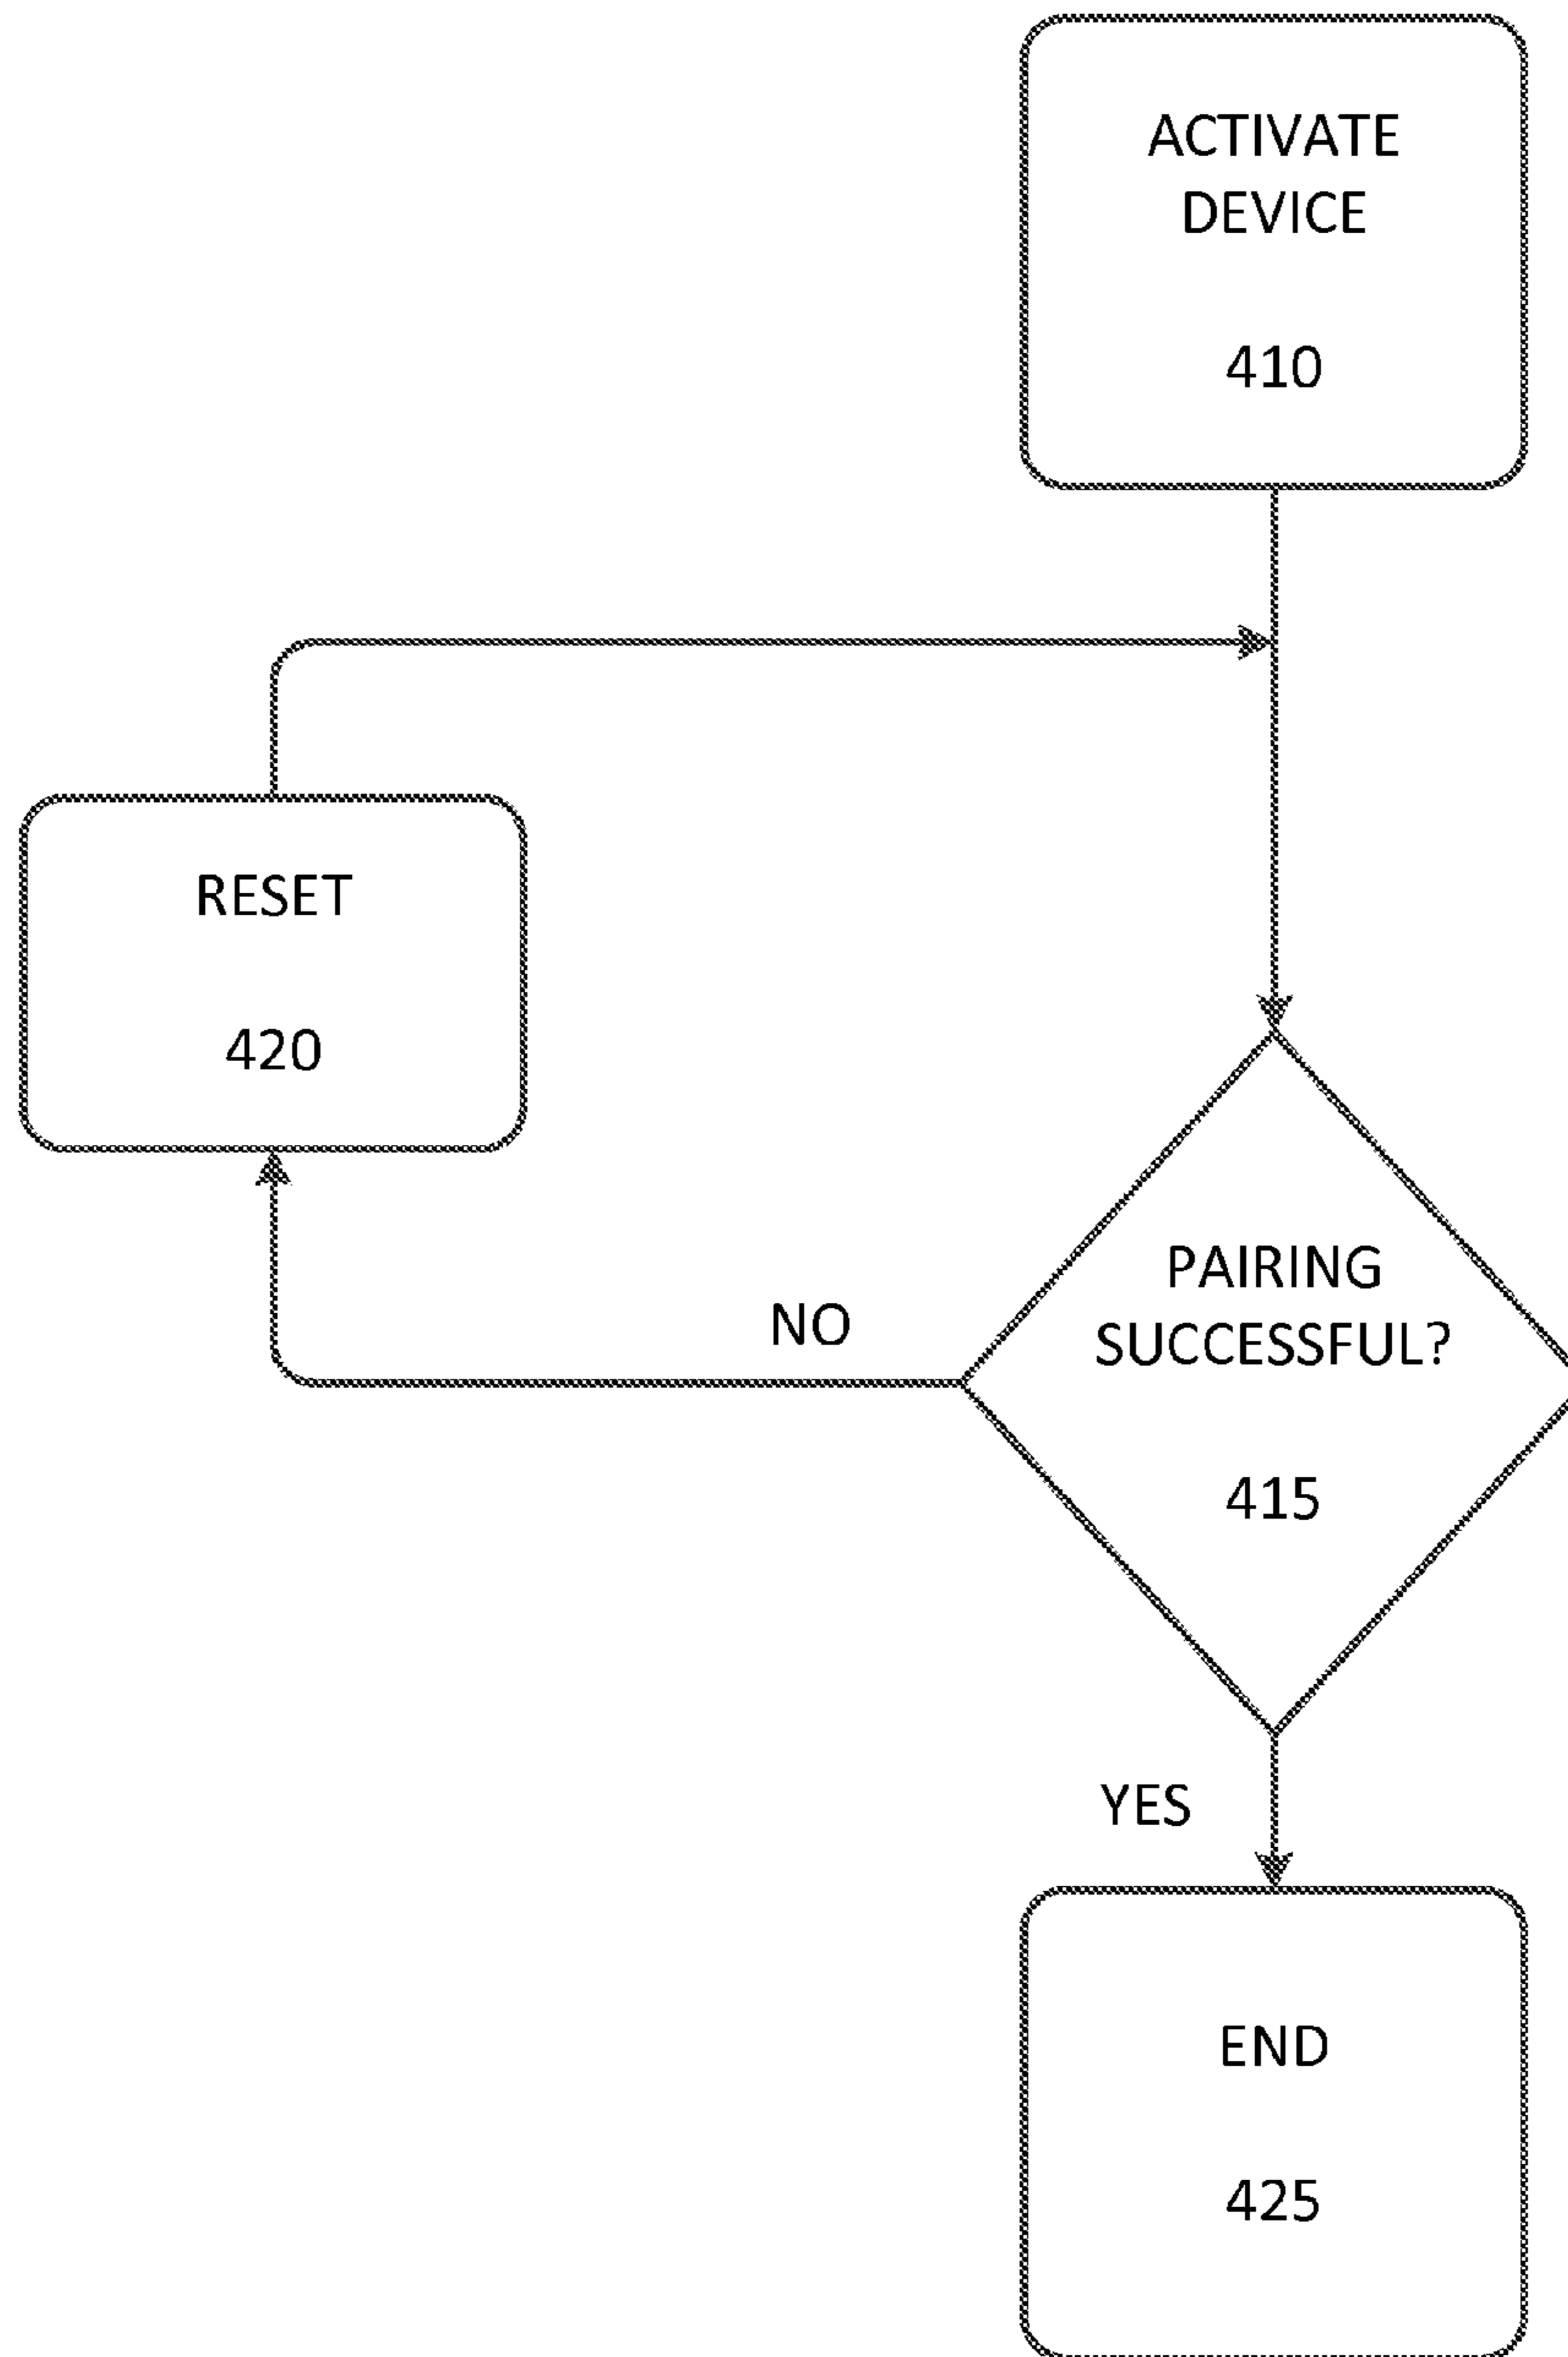 ACTIVATE
DEVICE
410
RESET
420
NO
PAIRING
SUCCESSFUL?
415
YES
END
425